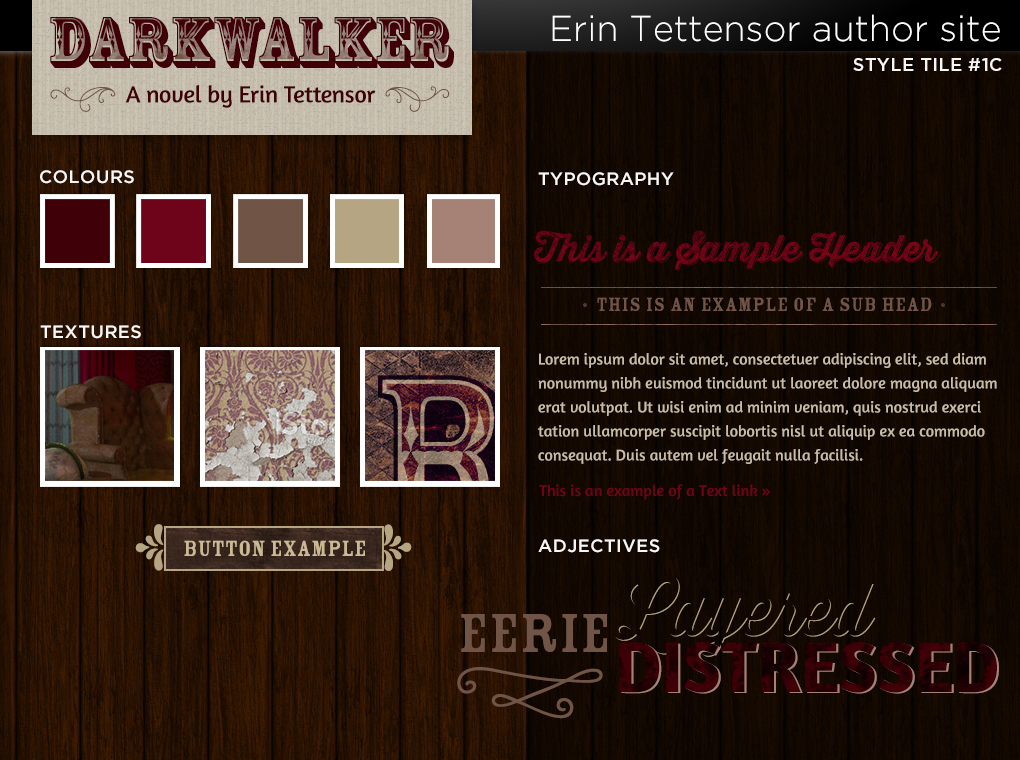 DARKWALKER
A novel by Erin Tettensor
Erin Tettensor author site
STYLE TILE #1C
COLOURS
TEXTURES
BUTTON EXAMPLE
TYPOGRAPHY
This is a Sample Header
• THIS IS AN EXAMPLE OF A SUB HEAD •
Lorem ipsum dolor sit amet, consectetuer adipiscing elit, sed diam
nonummy nibh euismod tincidunt ut laoreet dolore magna aliquam
erat volutpat. Ut wisi enim ad minim veniam, quis nostrud exerci
tation ullamcorper suscipit lobortis nisl ut aliquip ex ea commodo
consequat. Duis autem vel feugait nulla facilisi.
This is an example of a Text link »
ADJECTIVES
EERIE Layered
DISTRESSED
R